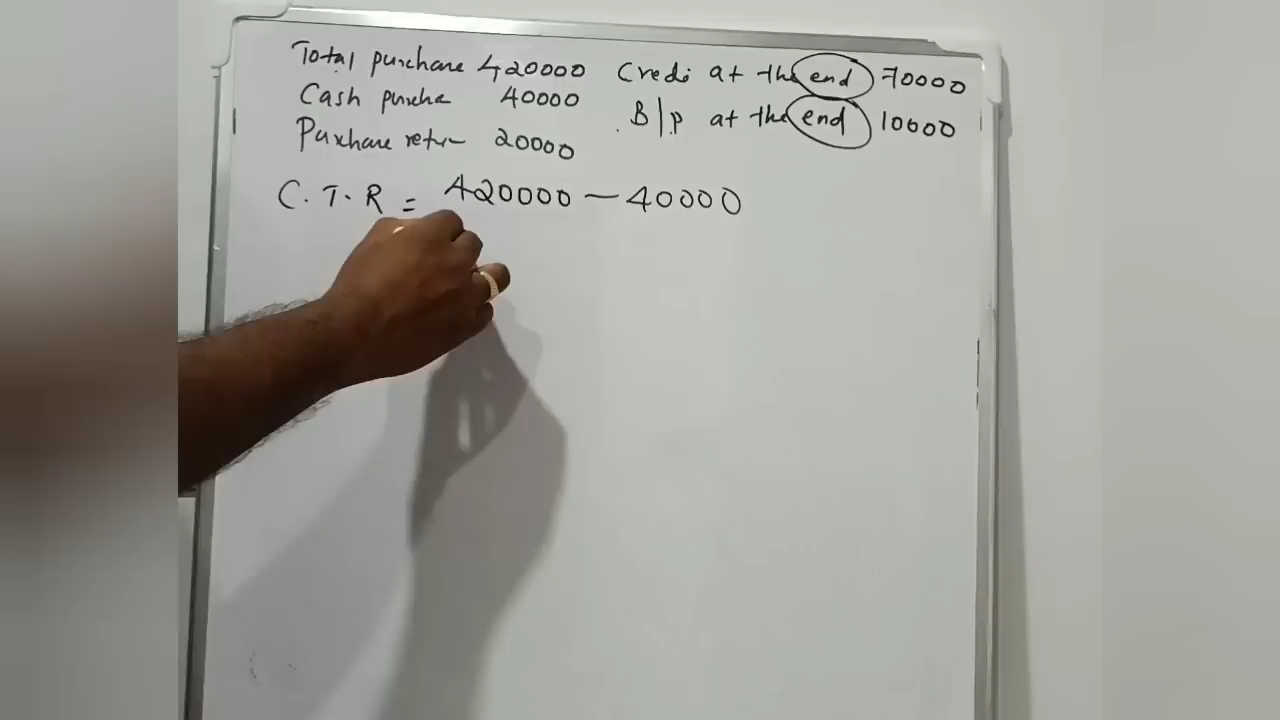 Total purchase 420000
Cash purcha 40000
Purchase return 20000
Credi at the end 70000
B/p at the end 10000
C.T.R = 420000 - 40000